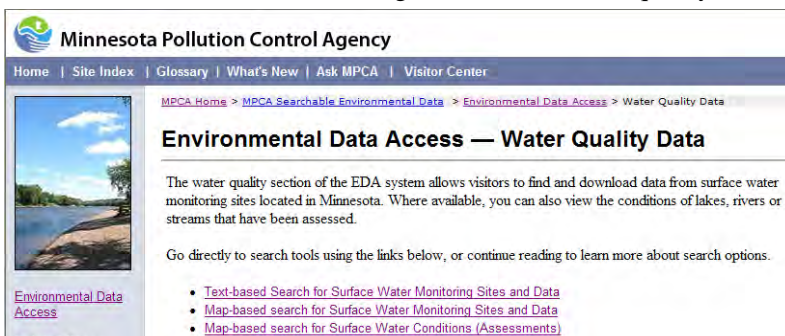 Minnesota Pollution Control Agency
Home | Site Index | Glossary | What's New | Ask MPCA | Visitor Center
MPCA Home > MPCA Searchable Environmental Data > Environmental Data Access > Water Quality Data
Environmental Data Access — Water Quality Data
The water quality section of the EDA system allows visitors to find and download data from surface water
monitoring sites located in Minnesota. Where available, you can also view the conditions of lakes, rivers or
streams that have been assessed.
Go directly to search tools using the links below, or continue reading to learn more about search options.
Environmental Data
Access
• Text-based Search for Surface Water Monitoring Sites and Data
• Map-based search for Surface Water Monitoring Sites and Data
• Map-based search for Surface Water Conditions (Assessments)